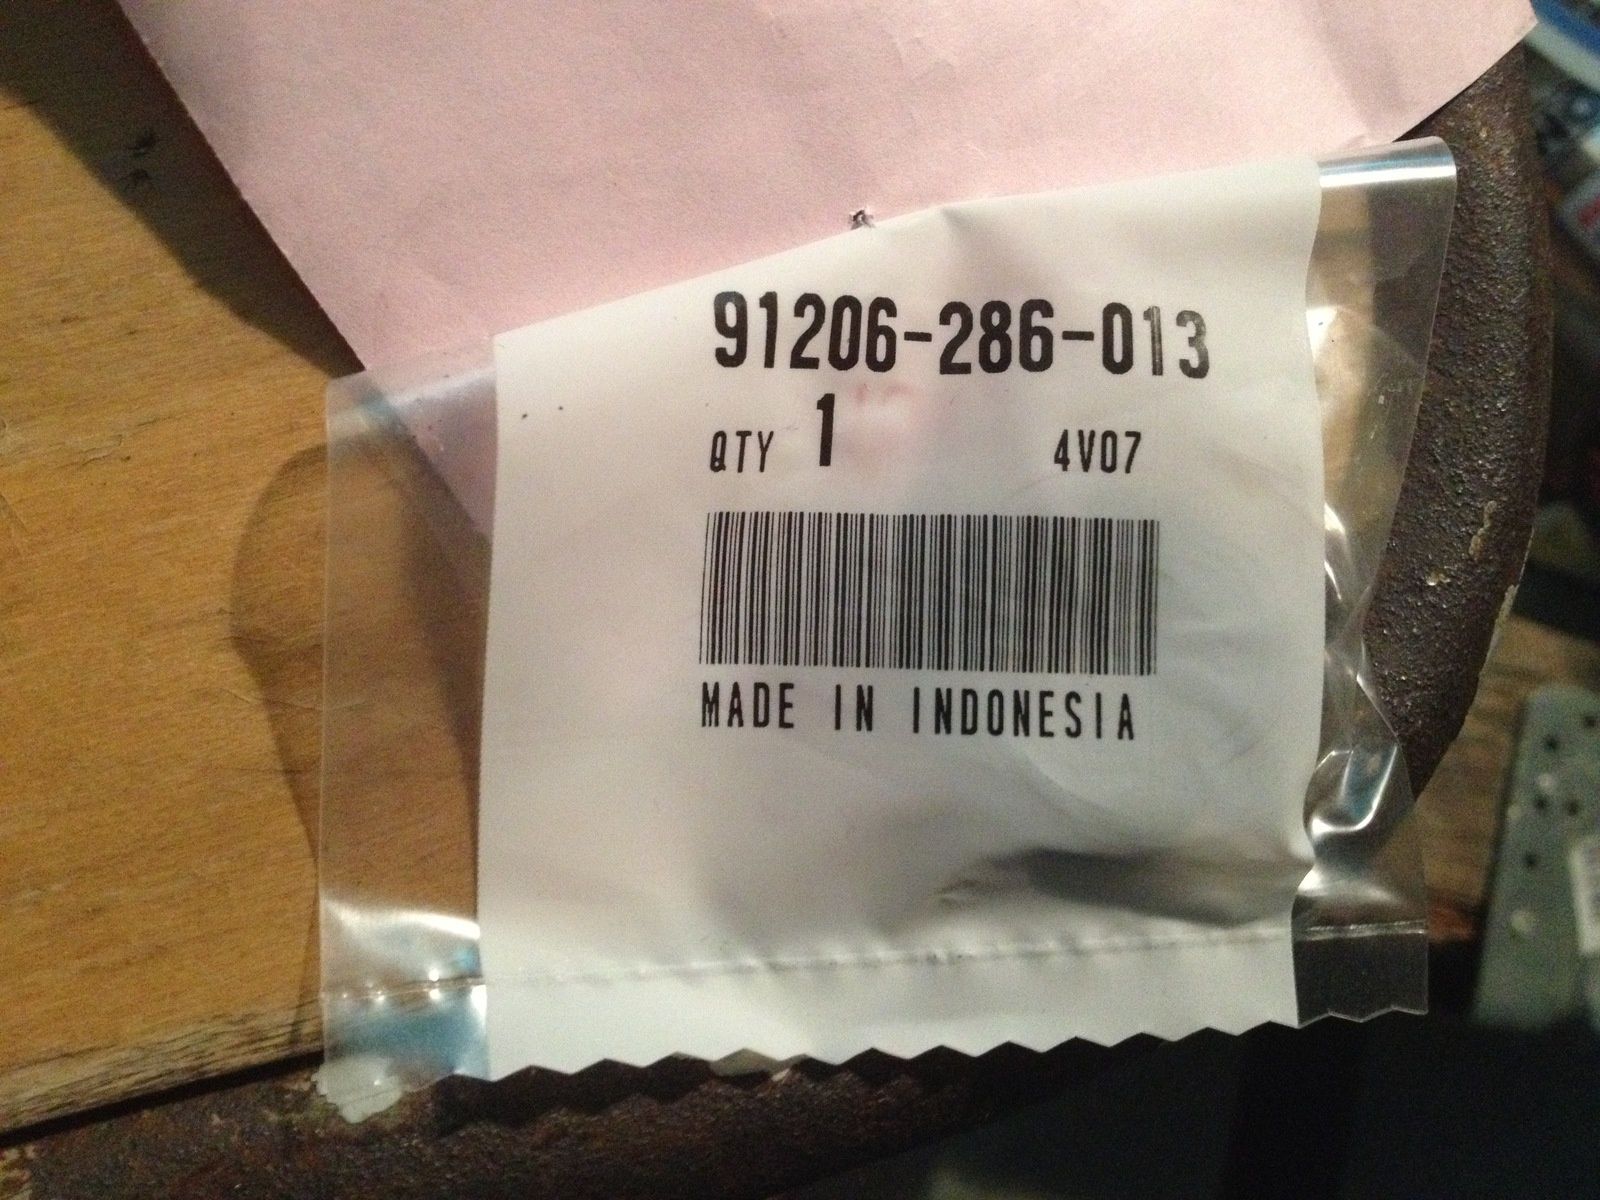 91206-286-013
QTY 1 4V07
MADE IN INDONESIA